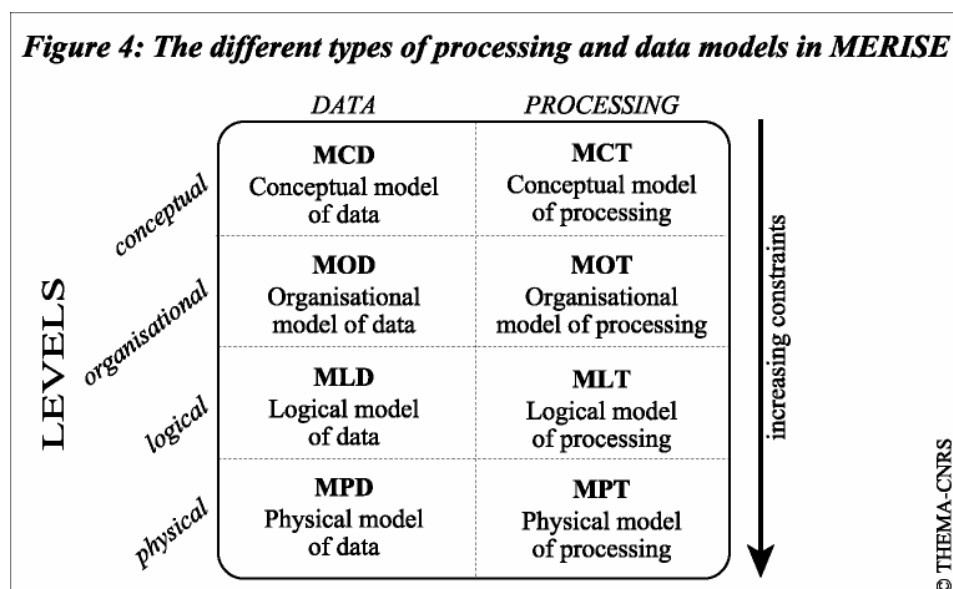 Figure 4: The different types of processing and data models in MERISE
DATA
PROCESSING
LEVELS
conceptual
MCD
Conceptual model
of data
MCT
Conceptual model
of processing
organisational
MOD
Organisational
model of data
MOT
Organisational
model of processing
logical
MLD
Logical model
of data
MLT
Logical model
of processing
physical
MPD
Physical model
of data
MPT
Physical model
of processing
increasing constraints
© THEMA-CNRS